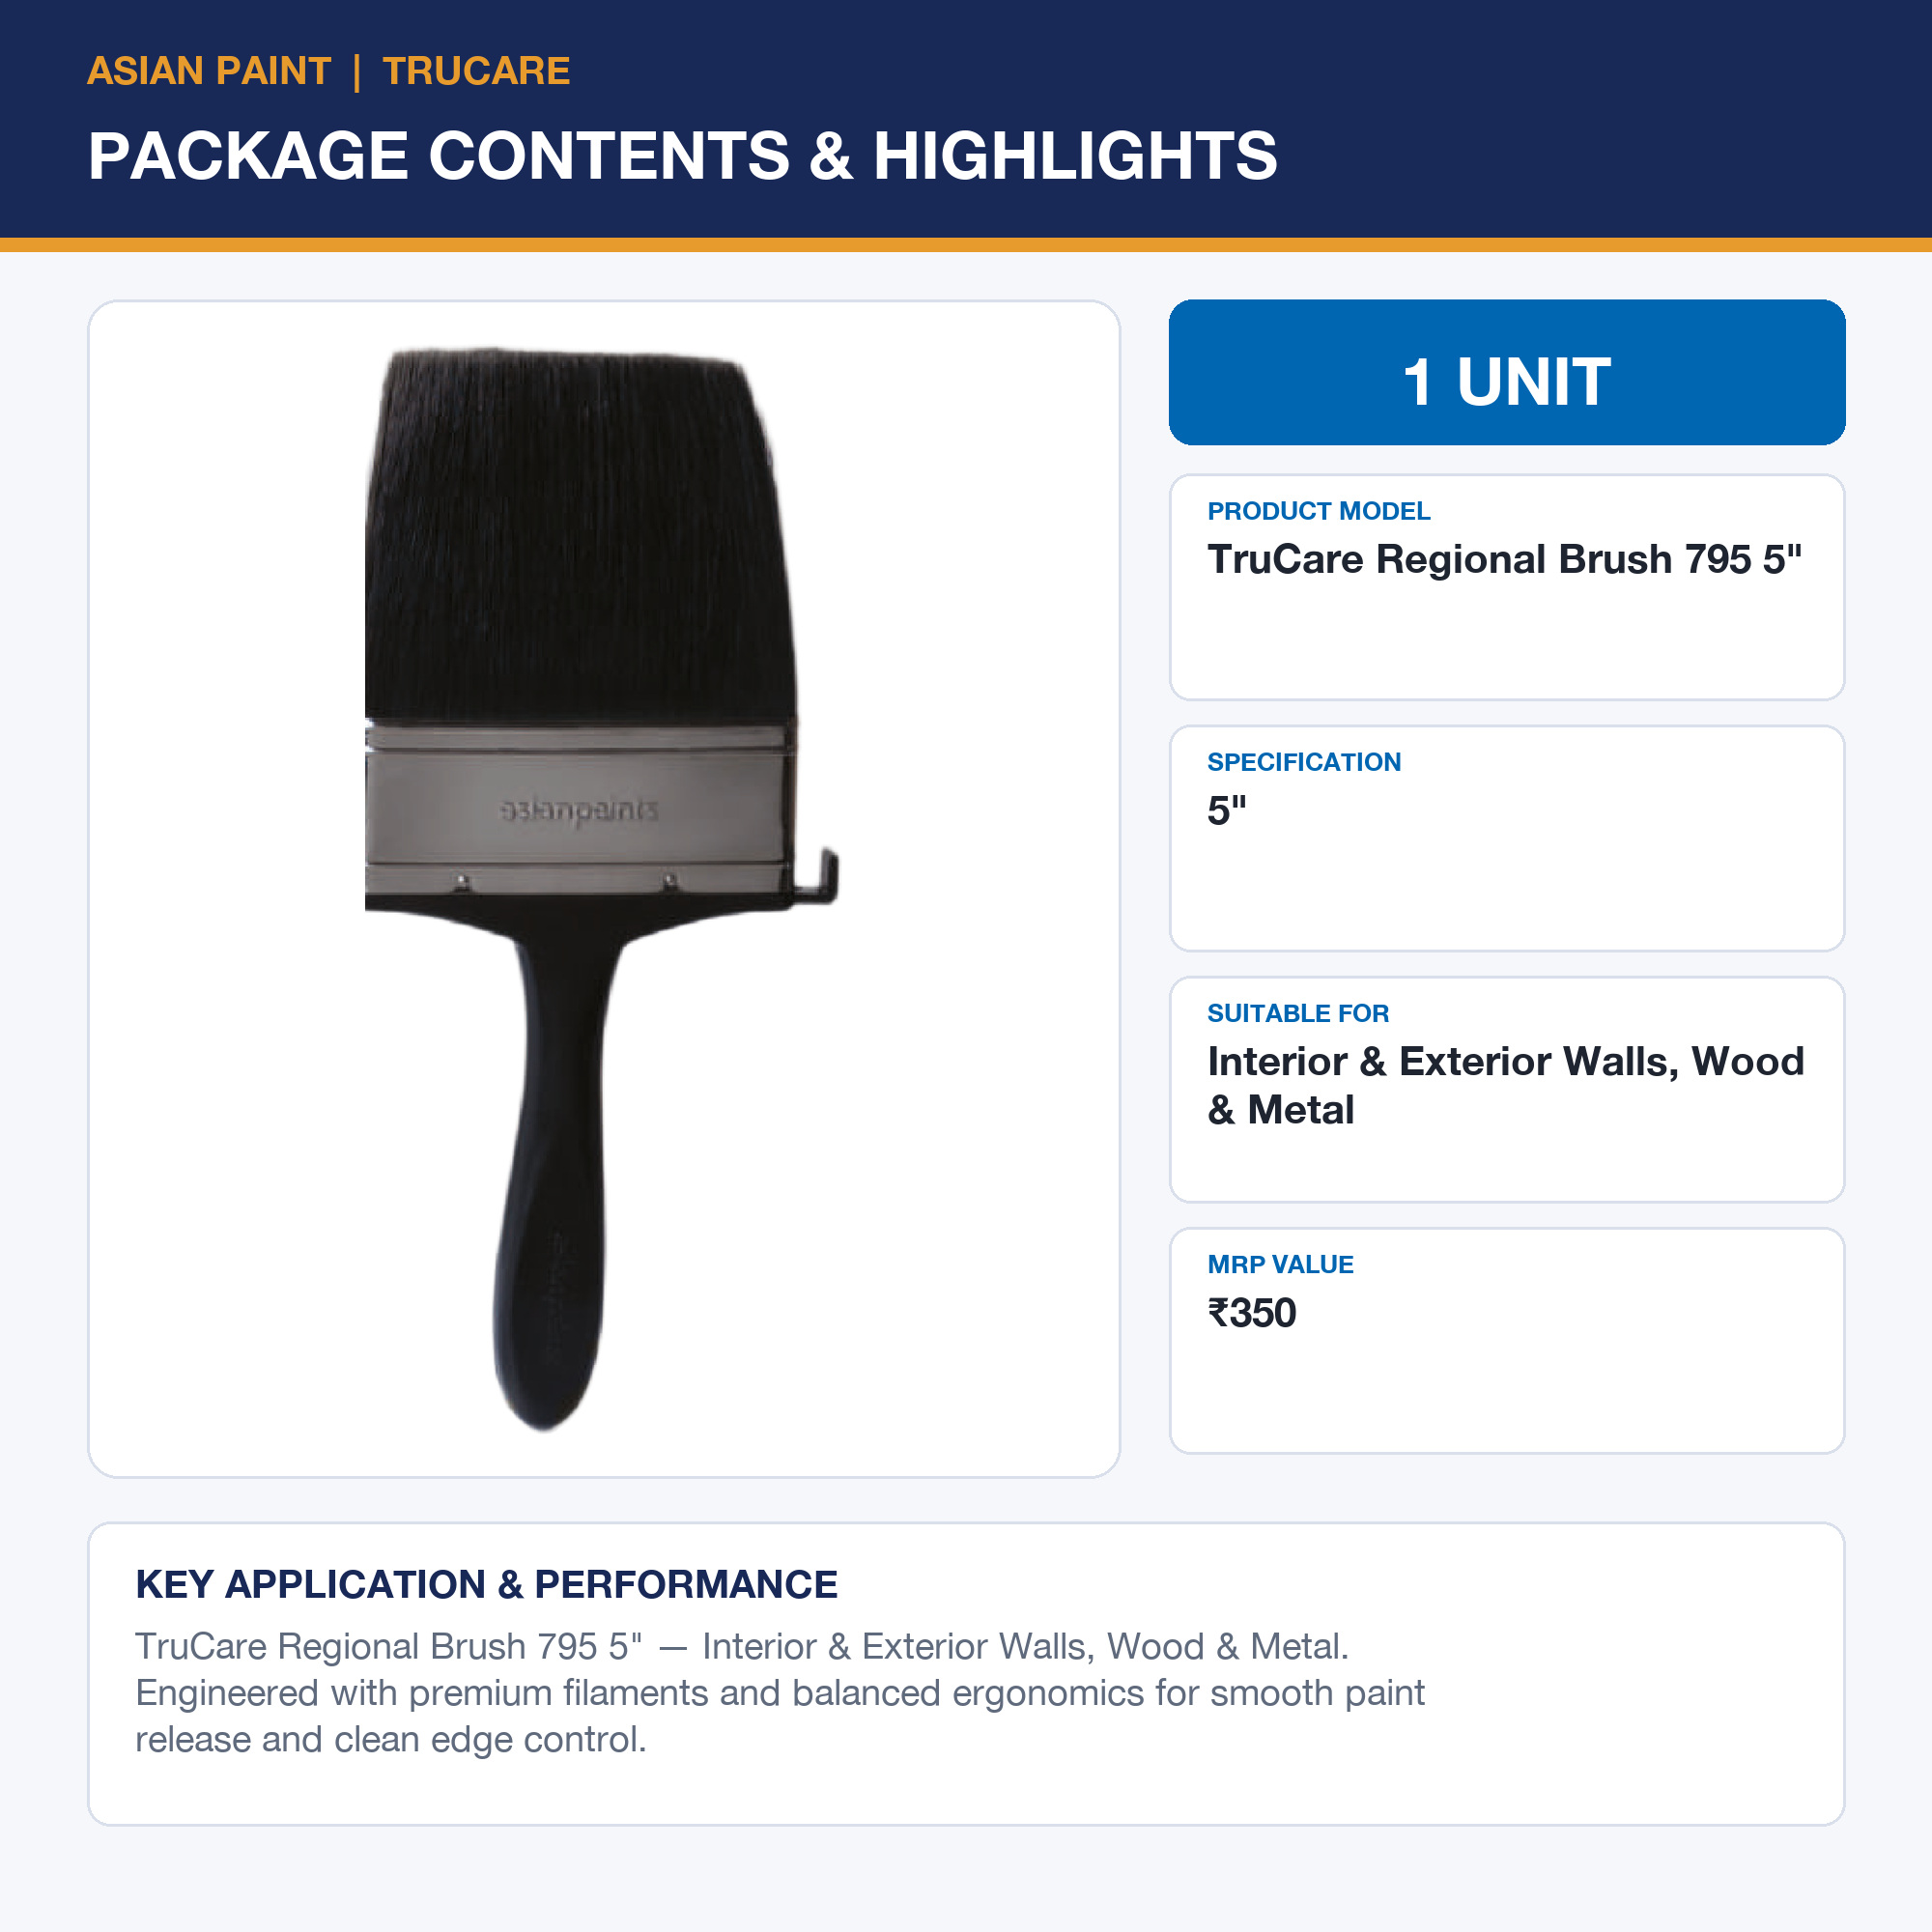 ASIAN PAINT | TRUCARE
PACKAGE CONTENTS & HIGHLIGHTS
asianpaints
1 UNIT
PRODUCT MODEL
TruCare Regional Brush 795 5"
SPECIFICATION
5"
SUITABLE FOR
Interior & Exterior Walls, Wood
& Metal
MRP VALUE
₹350
KEY APPLICATION & PERFORMANCE
TruCare Regional Brush 795 5" — Interior & Exterior Walls, Wood & Metal.
Engineered with premium filaments and balanced ergonomics for smooth paint
release and clean edge control.